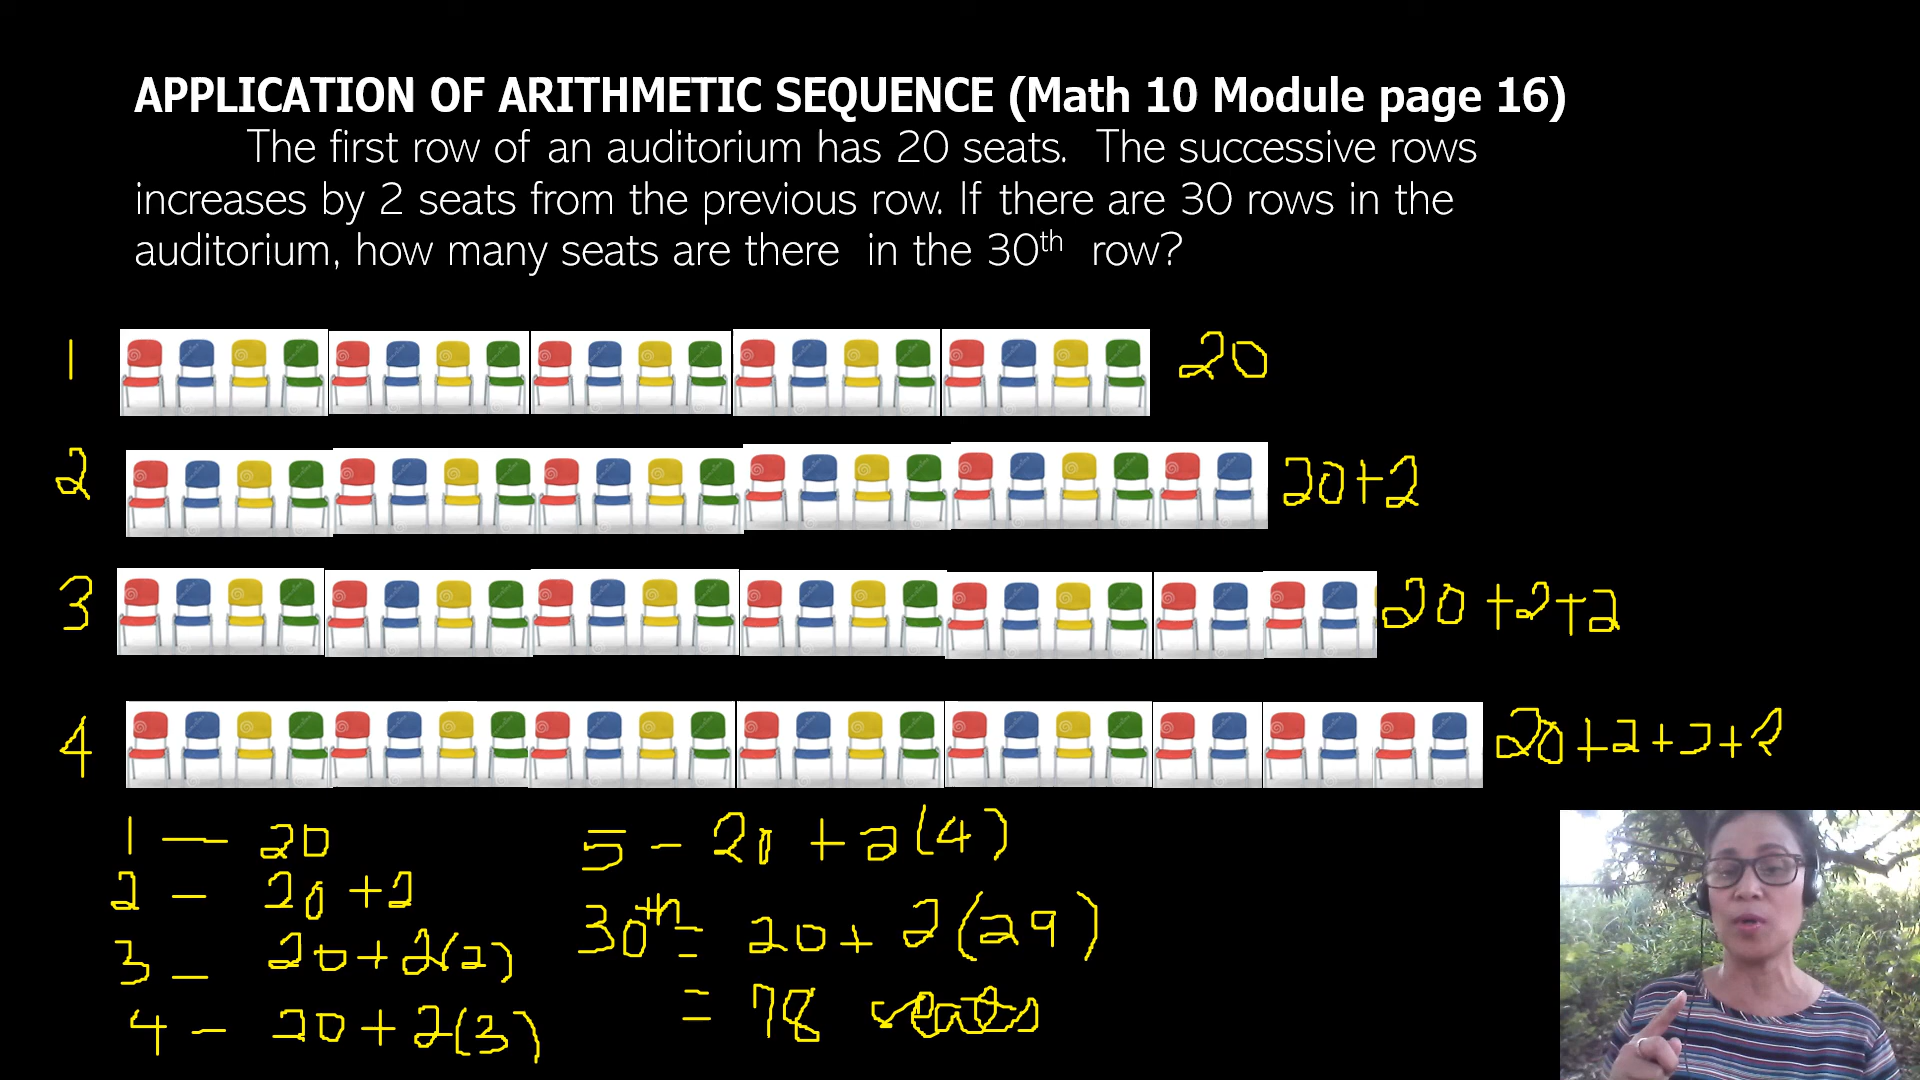 APPLICATION OF ARITHMETIC SEQUENCE (Math 10 Module page 16)
The first row of an auditorium has 20 seats. The successive rows
increases by 2 seats from the previous row. If there are 30 rows in the
auditorium, how many seats are there in the 30th row?
1 20
2 20+2
3 20+2+2
4 20+2+2+2
1 — 20
2 - 20+2
3 - 20+2(2)
4 - 20+2(3)
5 - 20+2(4)
30th = 20+2(29)
= 78 seats